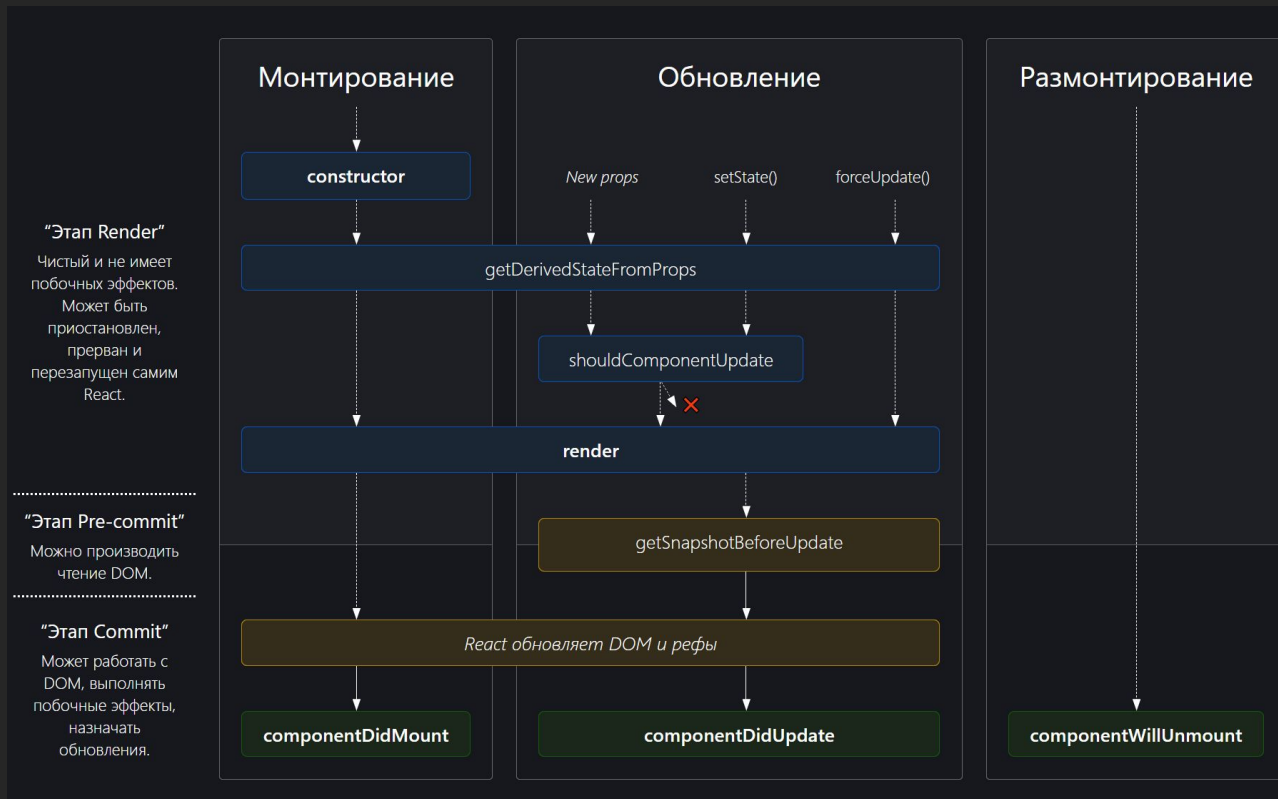 Монтирование
Обновление
Размонтирование
constructor
New props
setState()
forceUpdate()
“Этап Render”
Чистый и не имеет
побочных эффектов.
Может быть
приостановлен,
прерван и
перезапущен самим
React.
getDerivedStateFromProps
shouldComponentUpdate
render
“Этап Pre-commit”
Можно производить
чтение DOM.
getSnapshotBeforeUpdate
“Этап Commit”
Может работать с
DOM, выполнять
побочные эффекты,
назначать
обновления.
React обновляет DOM и рефы
componentDidMount
componentDidUpdate
componentWillUnmount